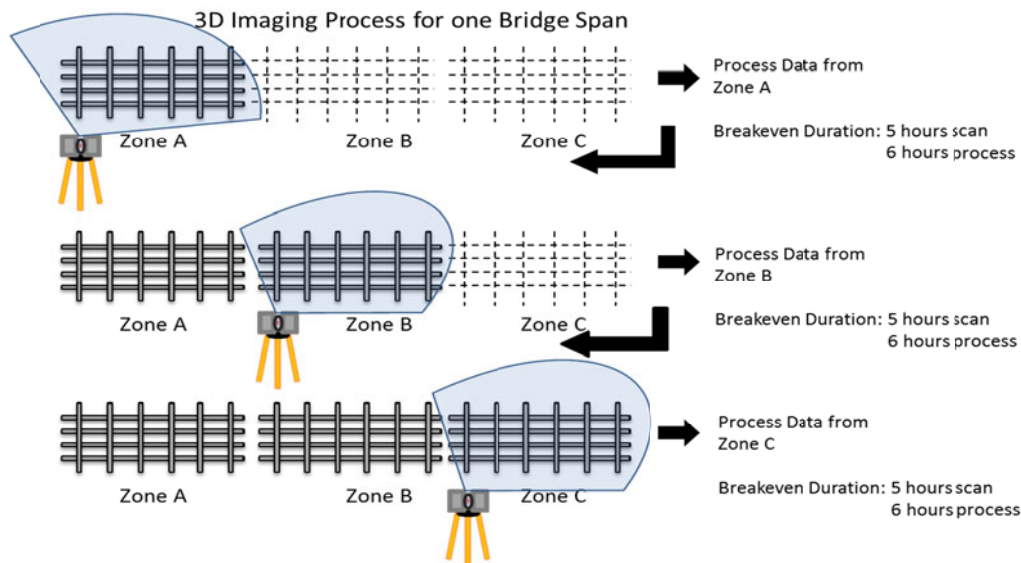 3D Imaging Process for one Bridge Span
Process Data from
Zone A
Zone A
Zone B
Zone C
Breakeven Duration: 5 hours scan
6 hours process
Process Data from
Zone B
Zone A
Zone B
Zone C
Breakeven Duration: 5 hours scan
6 hours process
Process Data from
Zone C
Zone A
Zone B
Zone C
Breakeven Duration: 5 hours scan
6 hours process